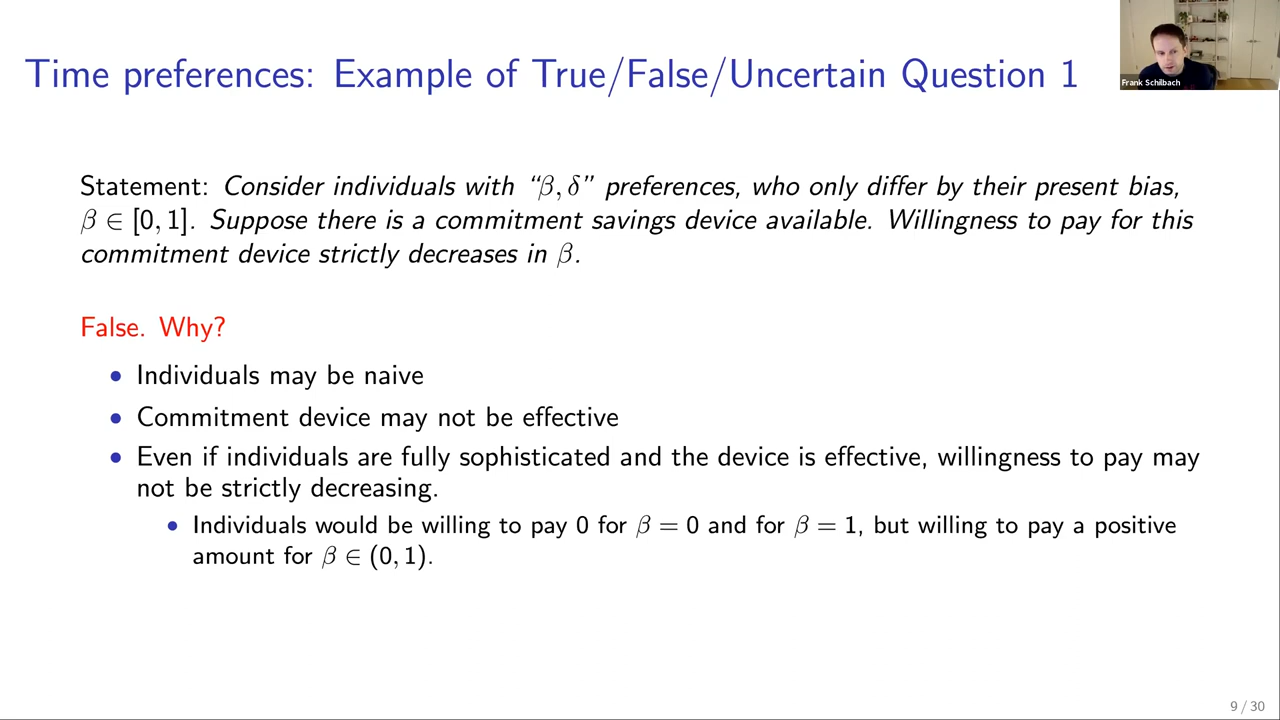 Time preferences: Example of True/False/Uncertain Question 1
Frank Schilbach
Statement: Consider individuals with “β, δ” preferences, who only differ by their present bias,
β ∈ [0, 1]. Suppose there is a commitment savings device available. Willingness to pay for this
commitment device strictly decreases in β.
False. Why?
• Individuals may be naive
• Commitment device may not be effective
• Even if individuals are fully sophisticated and the device is effective, willingness to pay may
not be strictly decreasing.
• Individuals would be willing to pay 0 for β = 0 and for β = 1, but willing to pay a positive
amount for β ∈ (0, 1).
9 / 30